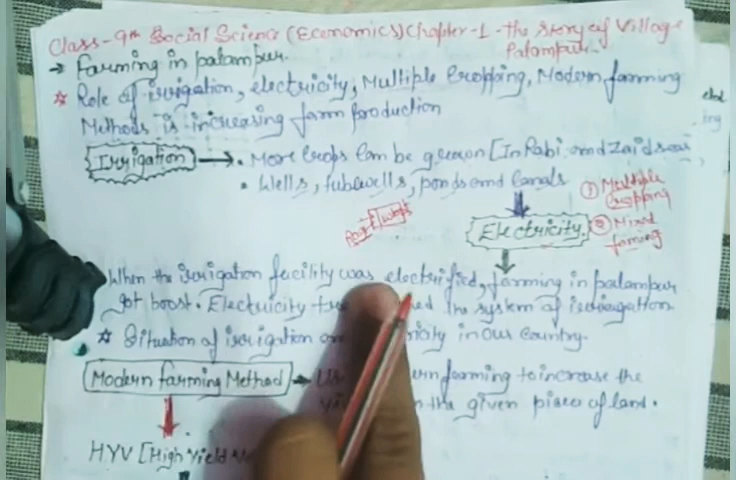 Class-9th Social Science (Economics) Chapter-1-The Story of Village
Palampur.
→ Farming in palampur.
☆ Role of irrigation, electricity, Multiple Cropping, Modern farming
Methods is increasing farm production
Irrigation → • More Crops Can be grown [In Rabi and Zaid
• Wells, tubewells, ponds and Canals
① Multiple
Cropping
② Mixed
farming
Electricity
When the irrigation facility was electrified, farming in palampur
got boost. Electricity the system of
☆ Situation of irrigation in Our Country.
Modern farming Method → farming to increase the
the given piece of land.
HYV [High Yield